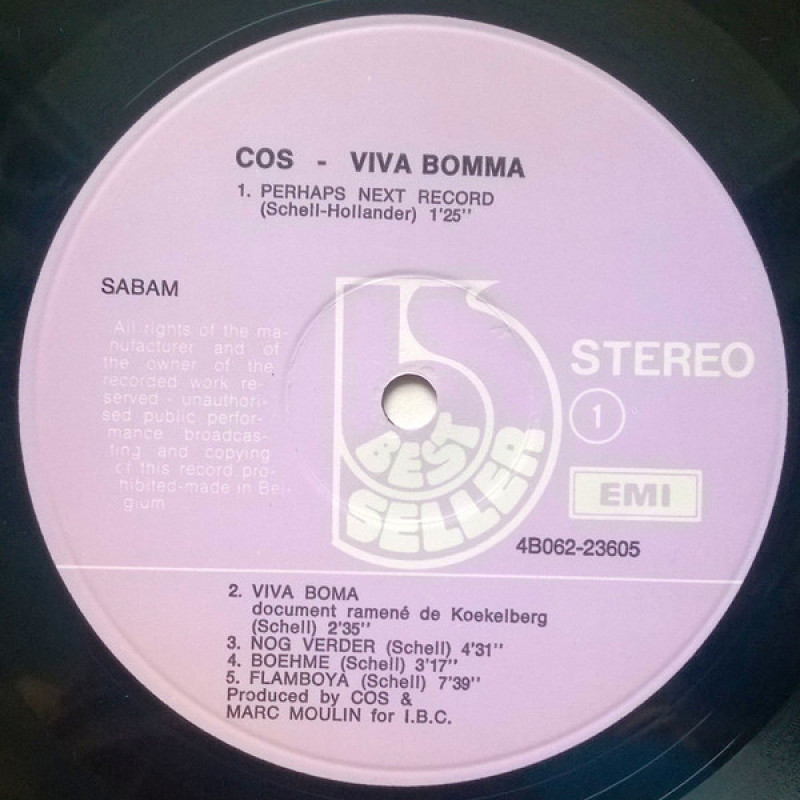 COS - VIVA BOMMA
1. PERHAPS NEXT RECORD
(Schell-Hollander) 1'25"
SABAM
All rights of the ma-
nufacturer and of
the owner of the
recorded work re-
served - unauthori-
sed public perfor-
mance broadcas-
ting and copying
of this record pro-
hibited-made in Bel-
gium
BEST
SELLER
STEREO
1
EMI
4B062-23605
2. VIVA BOMA
document ramené de Koekelberg
(Schell) 2'35"
3. NOG VERDER (Schell) 4'31"
4. BOEHME (Schell) 3'17"
5. FLAMBOYA (Schell) 7'39"
Produced by COS &
MARC MOULIN for I.B.C.